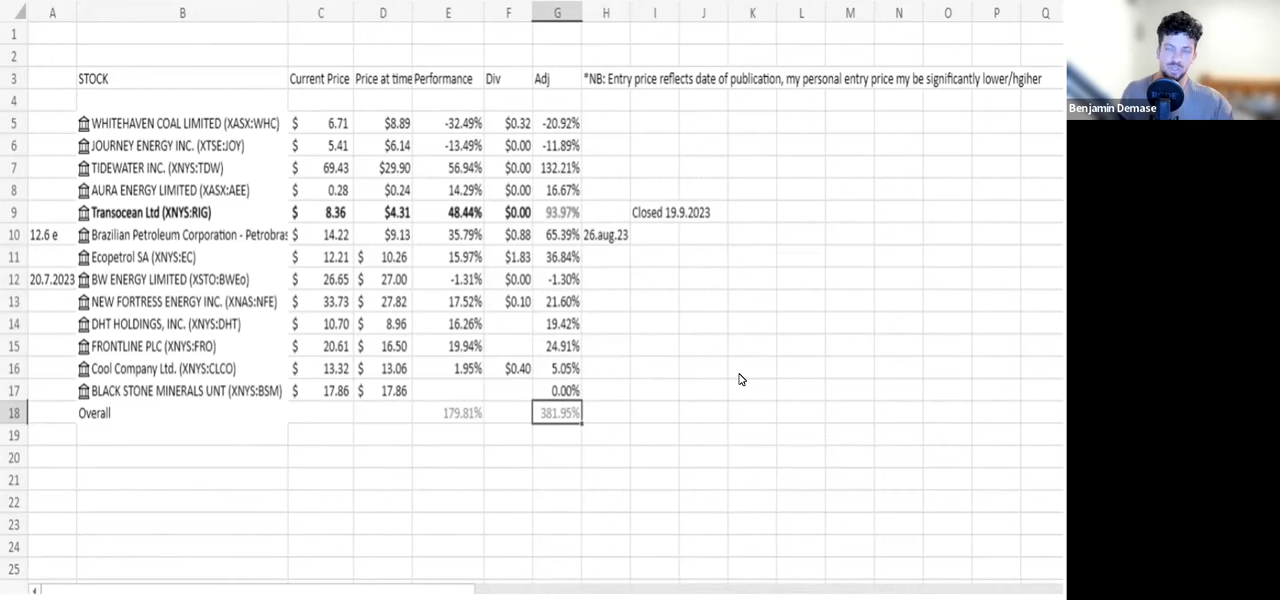 A B C D E F G H I J K L M N O P Q
1
2
3 STOCK Current Price Price at time Performance Div Adj *NB: Entry price reflects date of publication, my personal entry price my be significantly lower/hgiher
4
5 WHITEHAVEN COAL LIMITED (XASX:WHC) $ 6.71 $8.89 -32.49% $0.32 -20.92%
6 JOURNEY ENERGY INC. (XTSE:JOY) $ 5.41 $6.14 -13.49% $0.00 -11.89%
7 TIDEWATER INC. (XNYS:TDW) $ 69.43 $29.90 56.94% $0.00 132.21%
8 AURA ENERGY LIMITED (XASX:AEE) $ 0.28 $0.24 14.29% $0.00 16.67%
9 Transocean Ltd (XNYS:RIG) $ 8.36 $4.31 48.44% $0.00 93.97% Closed 19.9.2023
10 12.6 e Brazilian Petroleum Corporation - Petrobras $ 14.22 $9.13 35.79% $0.88 65.39% 26.aug.23
11 Ecopetrol SA (XNYS:EC) $ 12.21 $ 10.26 15.97% $1.83 36.84%
12 20.7.2023 BW ENERGY LIMITED (XSTO:BWEo) $ 26.65 $ 27.00 -1.31% $0.00 -1.30%
13 NEW FORTRESS ENERGY INC. (XNAS:NFE) $ 33.73 $ 27.82 17.52% $0.10 21.60%
14 DHT HOLDINGS, INC. (XNYS:DHT) $ 10.70 $ 8.96 16.26% 19.42%
15 FRONTLINE PLC (XNYS:FRO) $ 20.61 $ 16.50 19.94% 24.91%
16 Cool Company Ltd. (XNYS:CLCO) $ 13.32 $ 13.06 1.95% $0.40 5.05%
17 BLACK STONE MINERALS UNT (XNYS:BSM) $ 17.86 $ 17.86 0.00%
18 Overall 179.81% 381.95%
19
20
21
22
23
24
25
RODE
Benjamin Demase